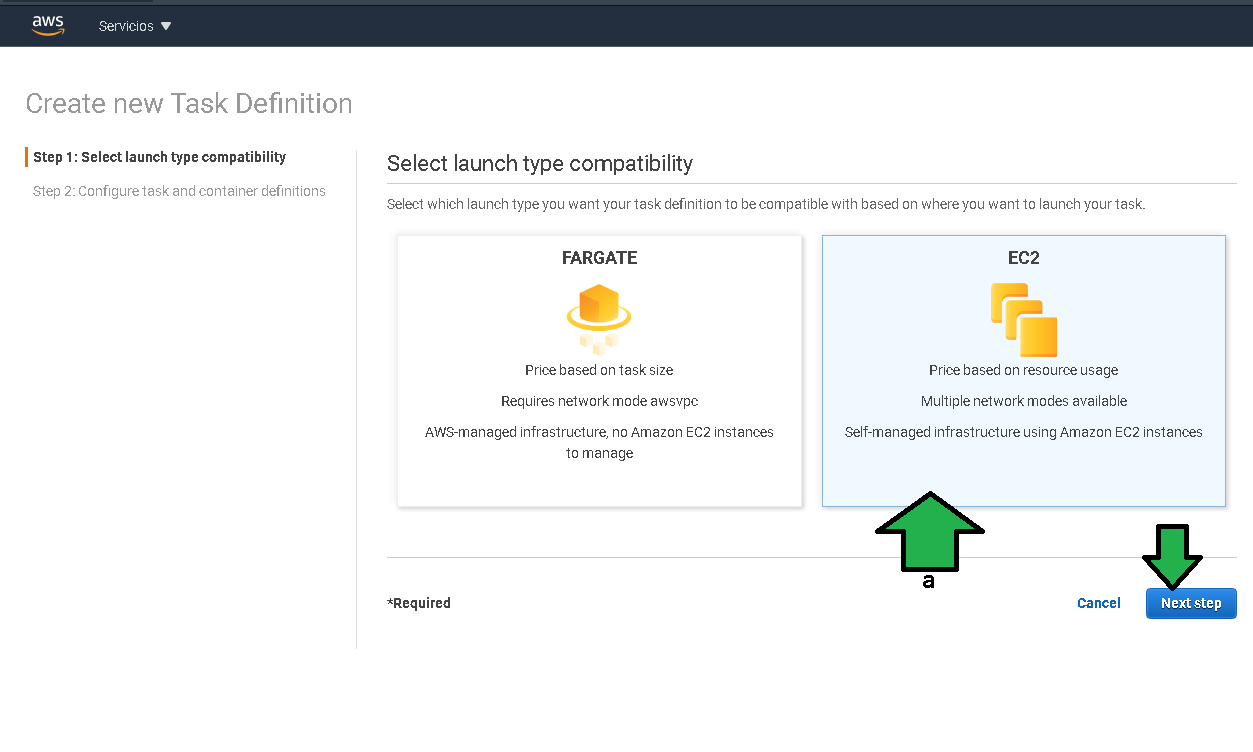 aws
Servicios
Create new Task Definition
Step 1: Select launch type compatibility
Step 2: Configure task and container definitions
Select launch type compatibility
Select which launch type you want your task definition to be compatible with based on where you want to launch your task.
FARGATE
Price based on task size
Requires network mode awsvpc
AWS-managed infrastructure, no Amazon EC2 instances
to manage
EC2
Price based on resource usage
Multiple network modes available
Self-managed infrastructure using Amazon EC2 instances
a
*Required
Cancel
Next step